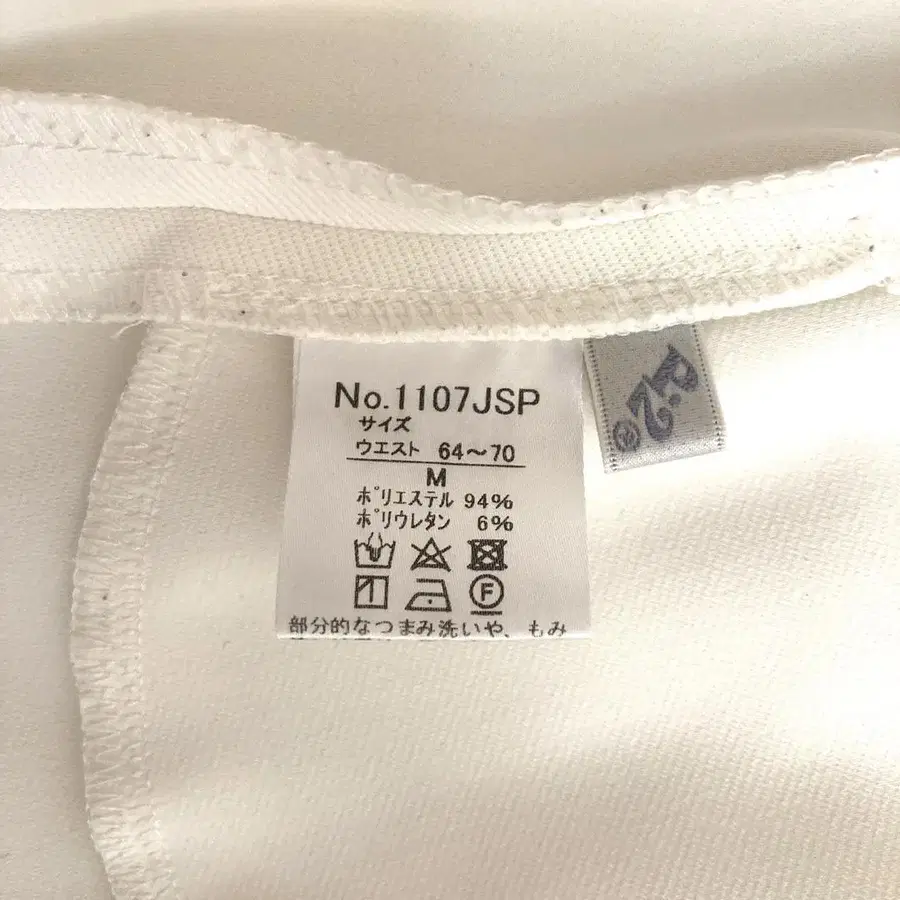 No.1107JSP
サイズ
ウエスト 64～70
M
ポリエステル 94%
ポリウレタン 6%
F
部分的なつまみ洗いや、もみ
P.2®